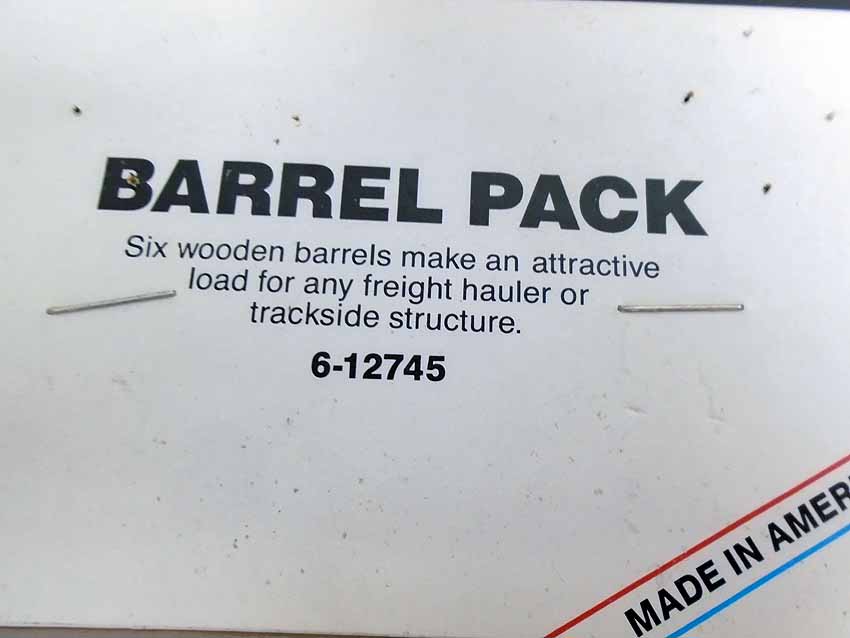 BARREL PACK
Six wooden barrels make an attractive
load for any freight hauler or
trackside structure.
6-12745
MADE IN AMER